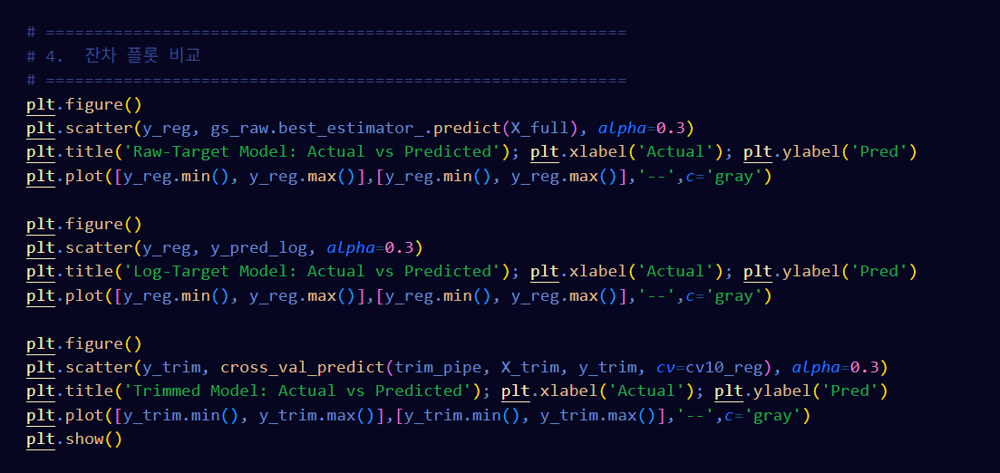 # ============================================================
# 4.  잔차 플롯 비교
# ============================================================
plt.figure()
plt.scatter(y_reg, gs_raw.best_estimator_.predict(X_full), alpha=0.3)
plt.title('Raw-Target Model: Actual vs Predicted'); plt.xlabel('Actual'); plt.ylabel('Pred')
plt.plot([y_reg.min(), y_reg.max()],[y_reg.min(), y_reg.max()],'--',c='gray')

plt.figure()
plt.scatter(y_reg, y_pred_log, alpha=0.3)
plt.title('Log-Target Model: Actual vs Predicted'); plt.xlabel('Actual'); plt.ylabel('Pred')
plt.plot([y_reg.min(), y_reg.max()],[y_reg.min(), y_reg.max()],'--',c='gray')

plt.figure()
plt.scatter(y_trim, cross_val_predict(trim_pipe, X_trim, y_trim, cv=cv10_reg), alpha=0.3)
plt.title('Trimmed Model: Actual vs Predicted'); plt.xlabel('Actual'); plt.ylabel('Pred')
plt.plot([y_trim.min(), y_trim.max()],[y_trim.min(), y_trim.max()],'--',c='gray')
plt.show()